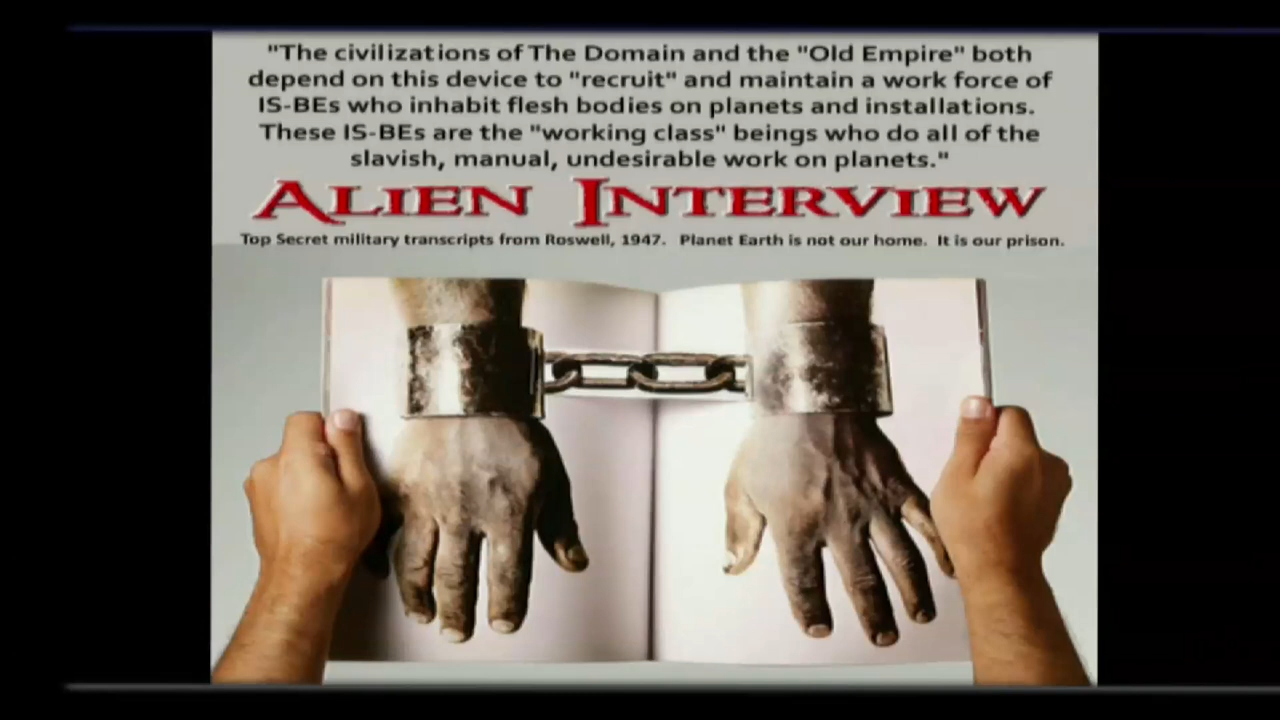 "The civilizations of The Domain and the "Old Empire" both
depend on this device to "recruit" and maintain a work force of
IS-BEs who inhabit flesh bodies on planets and installations.
These IS-BEs are the "working class" beings who do all of the
slavish, manual, undesirable work on planets."
ALIEN INTERVIEW
Top Secret military transcripts from Roswell, 1947. Planet Earth is not our home. It is our prison.